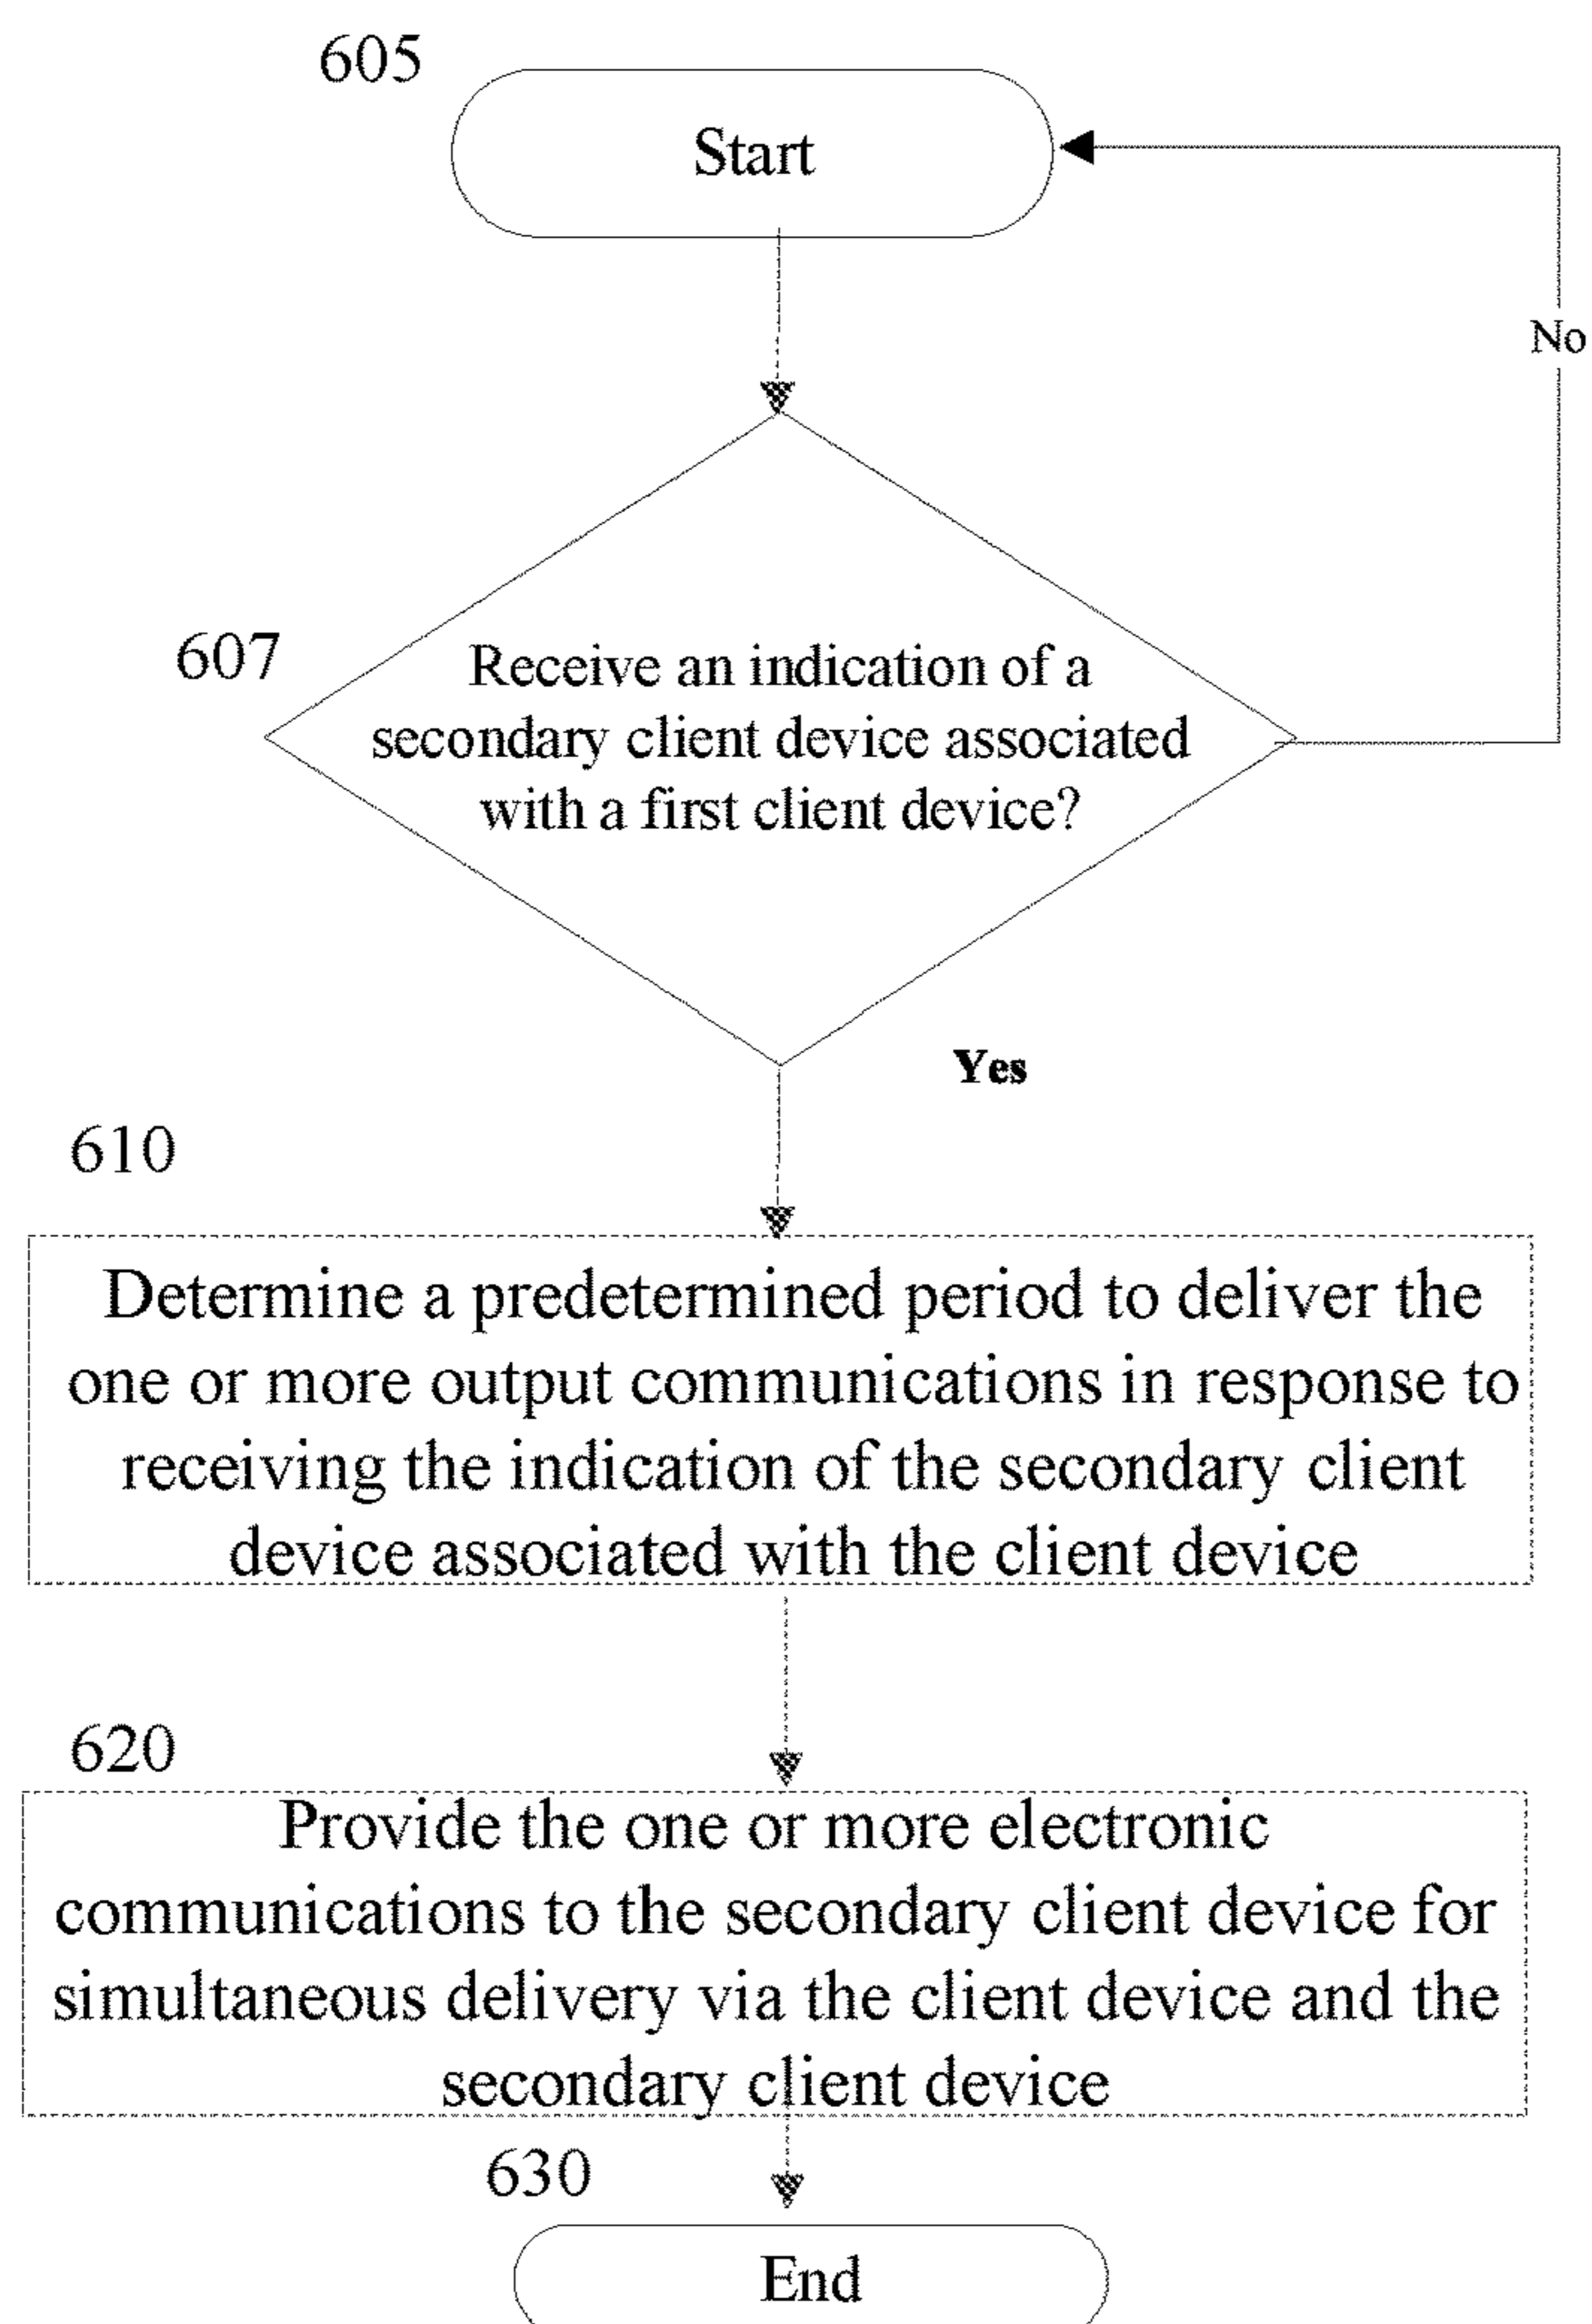 605
Start
No
607
Receive an indication of a
secondary client device associated
with a first client device?
Yes
610
Determine a predetermined period to deliver the
one or more output communications in response to
receiving the indication of the secondary client
device associated with the client device
620
Provide the one or more electronic
communications to the secondary client device for
simultaneous delivery via the client device and the
secondary client device
630
End